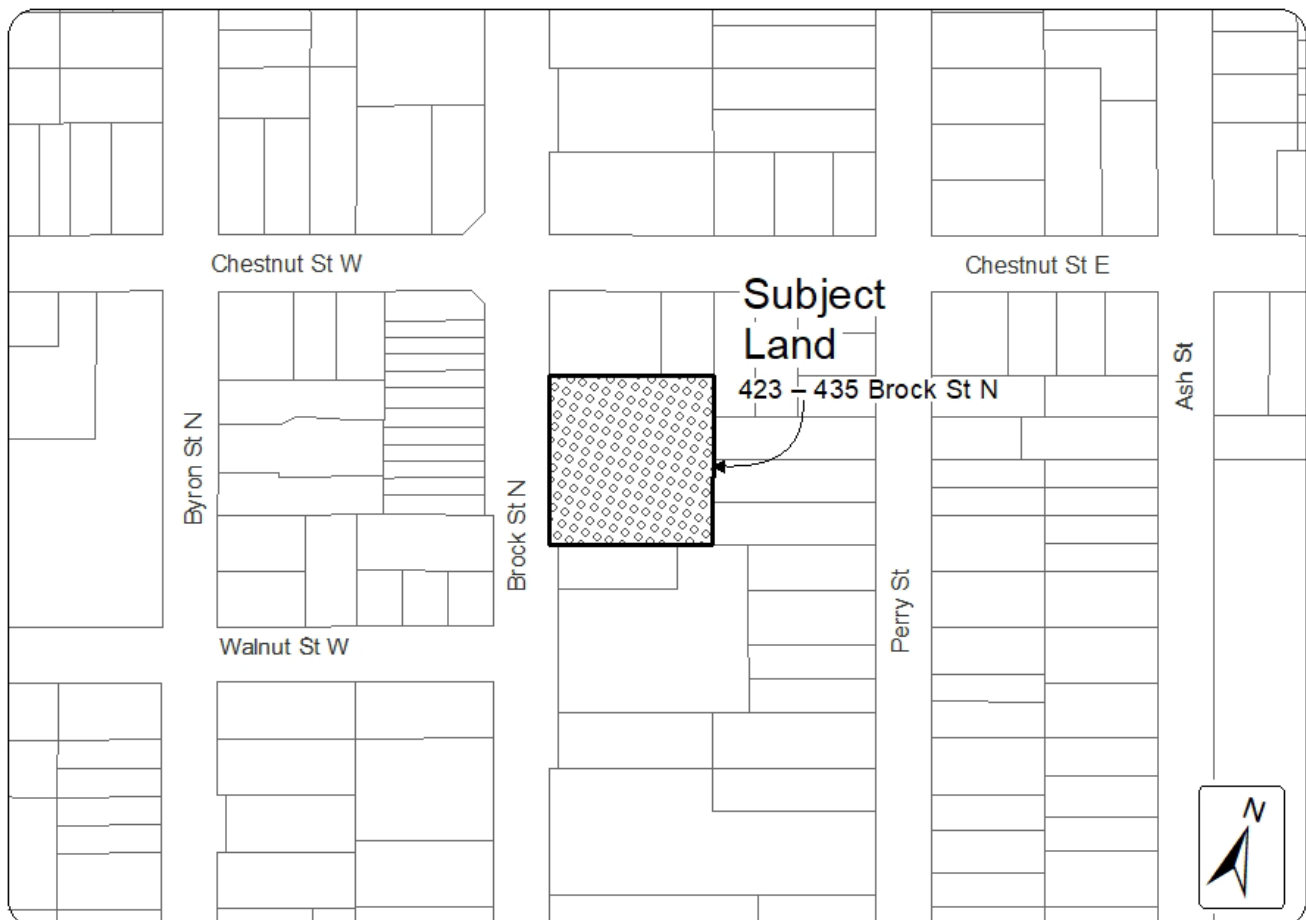 Chestnut St W
Chestnut St E
Subject
Land
423 – 435 Brock St N
Ash St
Byron St N
Brock St N
Perry St
Walnut St W
N